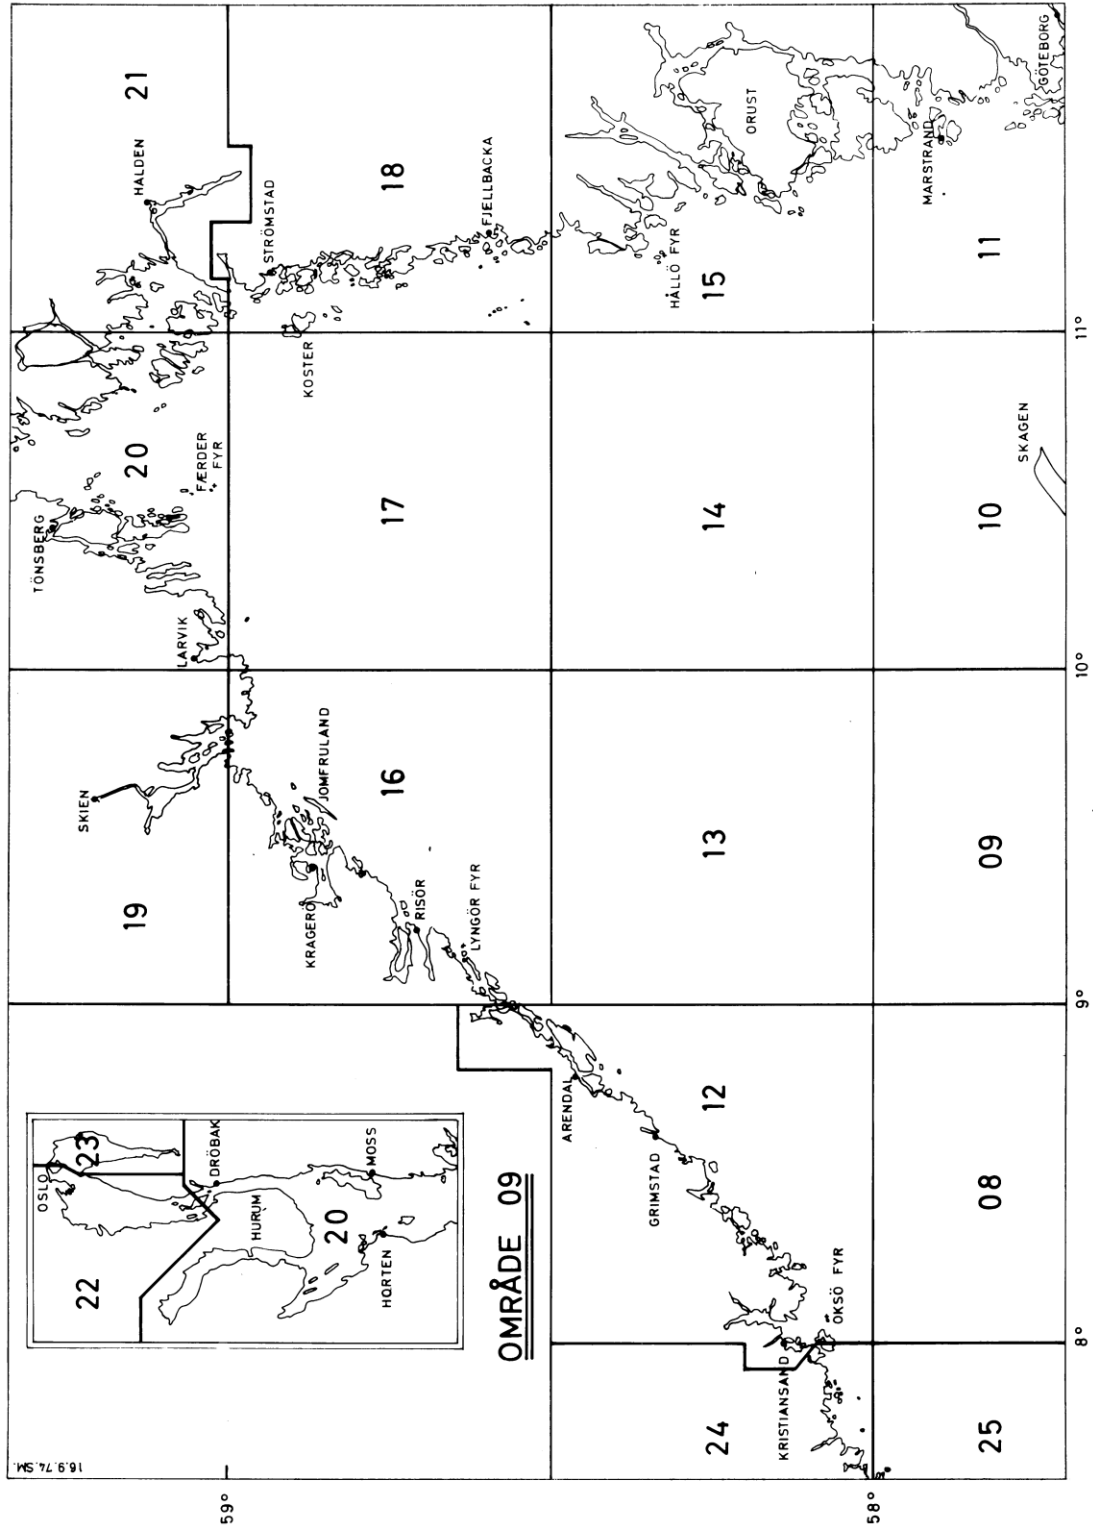 16.9.74.SM.
OMRÅDE 09
OSLO
22
23
DRÖBAK
HURUM
20
MOSS
HORTEN
19
SKIEN
LARVIK
TÖNSBERG
20
FÆRDER
FYR
HALDEN
21
59°
KRAGERÖ
JOMFRULAND
16
RISÖR
LYNGÖR FYR
17
KOSTER
STRÖMSTAD
18
FJELLBACKA
ARENDAL
12
GRIMSTAD
24
KRISTIANSAND
OKSÖ FYR
13
14
15
HÅLLÖ FYR
ORUST
58°
25
08
09
10
SKAGEN
11
MARSTRAND
GÖTEBORG
8°
9°
10°
11°